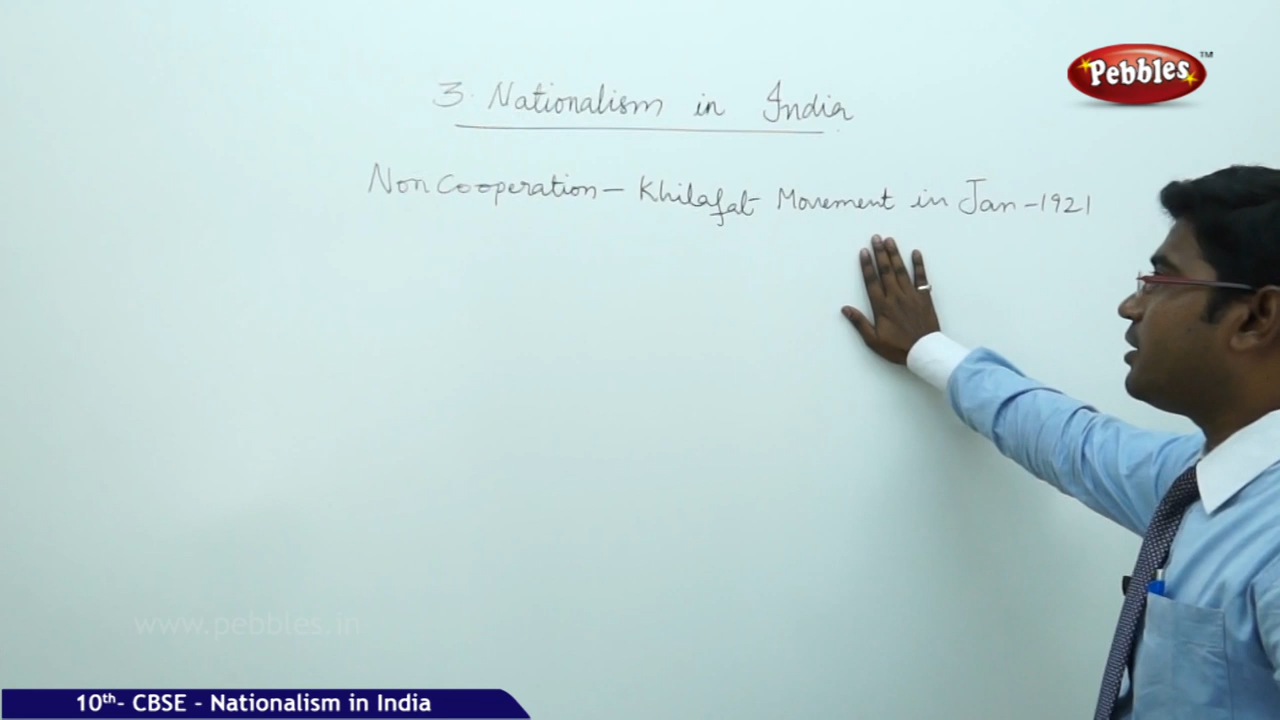 Pebbles™
3. Nationalism in India
Non Cooperation – Khilafat Movement in Jan - 1921
www.pebbles.in
10th- CBSE - Nationalism in India